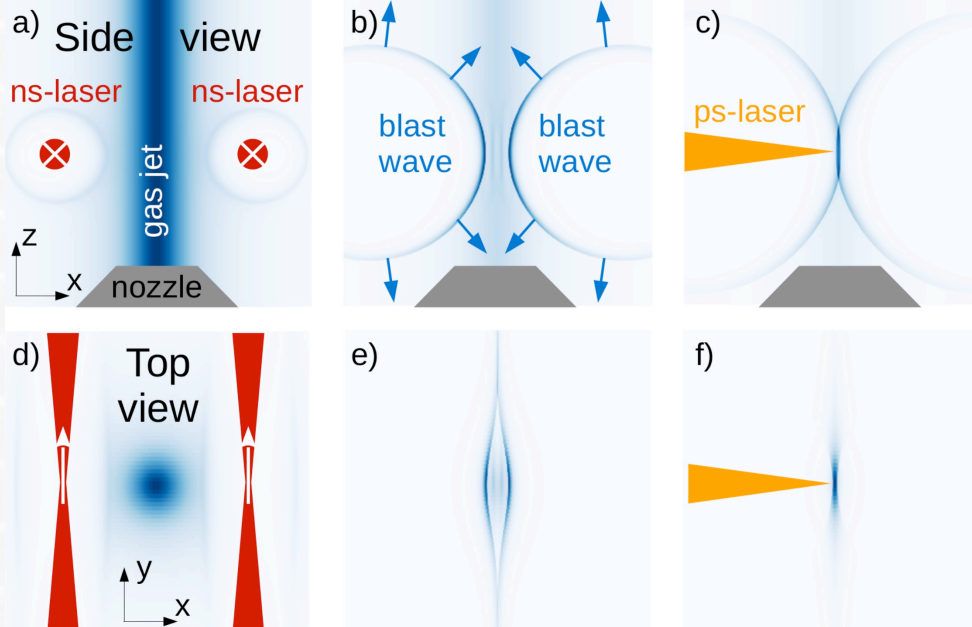 a) Side view
ns-laser ns-laser
gas jet
z
x
nozzle
b)
blast wave
blast wave
c)
ps-laser
d) Top view
y
x
e)
f)